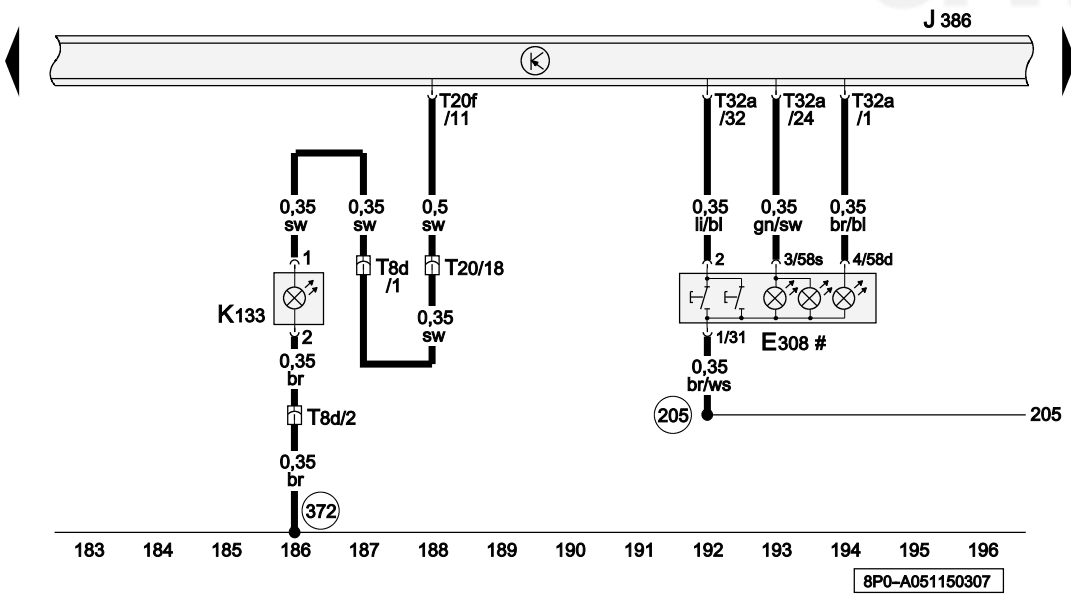 J 386
T20f
/11
T32a
/32
T32a
/24
T32a
/1
0,35
sw
0,35
sw
0,5
sw
0,35
li/bl
0,35
gn/sw
0,35
br/bl
1
T8d
/1
T20/18
2
3/58s
4/58d
K133
0,35
sw
2
1/31
E308 #
0,35
br
0,35
br/ws
T8d/2
205
205
0,35
br
372
183 184 185 186 187 188 189 190 191 192 193 194 195 196
8P0-A051150307